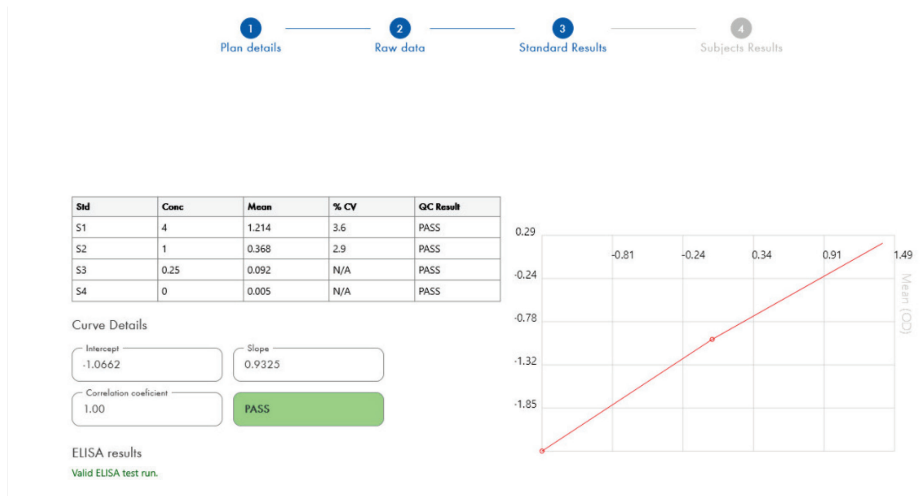 1 2 3 4
Plan details Raw data Standard Results Subjects Results
Std Conc Mean % CV QC Result
S1 4 1.214 3.6 PASS
S2 1 0.368 2.9 PASS
S3 0.25 0.092 N/A PASS
S4 0 0.005 N/A PASS
Curve Details
Intercept Slope
-1.0662 0.9325
Correlation coeficient
1.00 PASS
ELISA results
Valid ELISA test run.
0.29
-0.81 -0.24 0.34 0.91 1.49
-0.24
-0.78
-1.32
-1.85
Mean (OD)